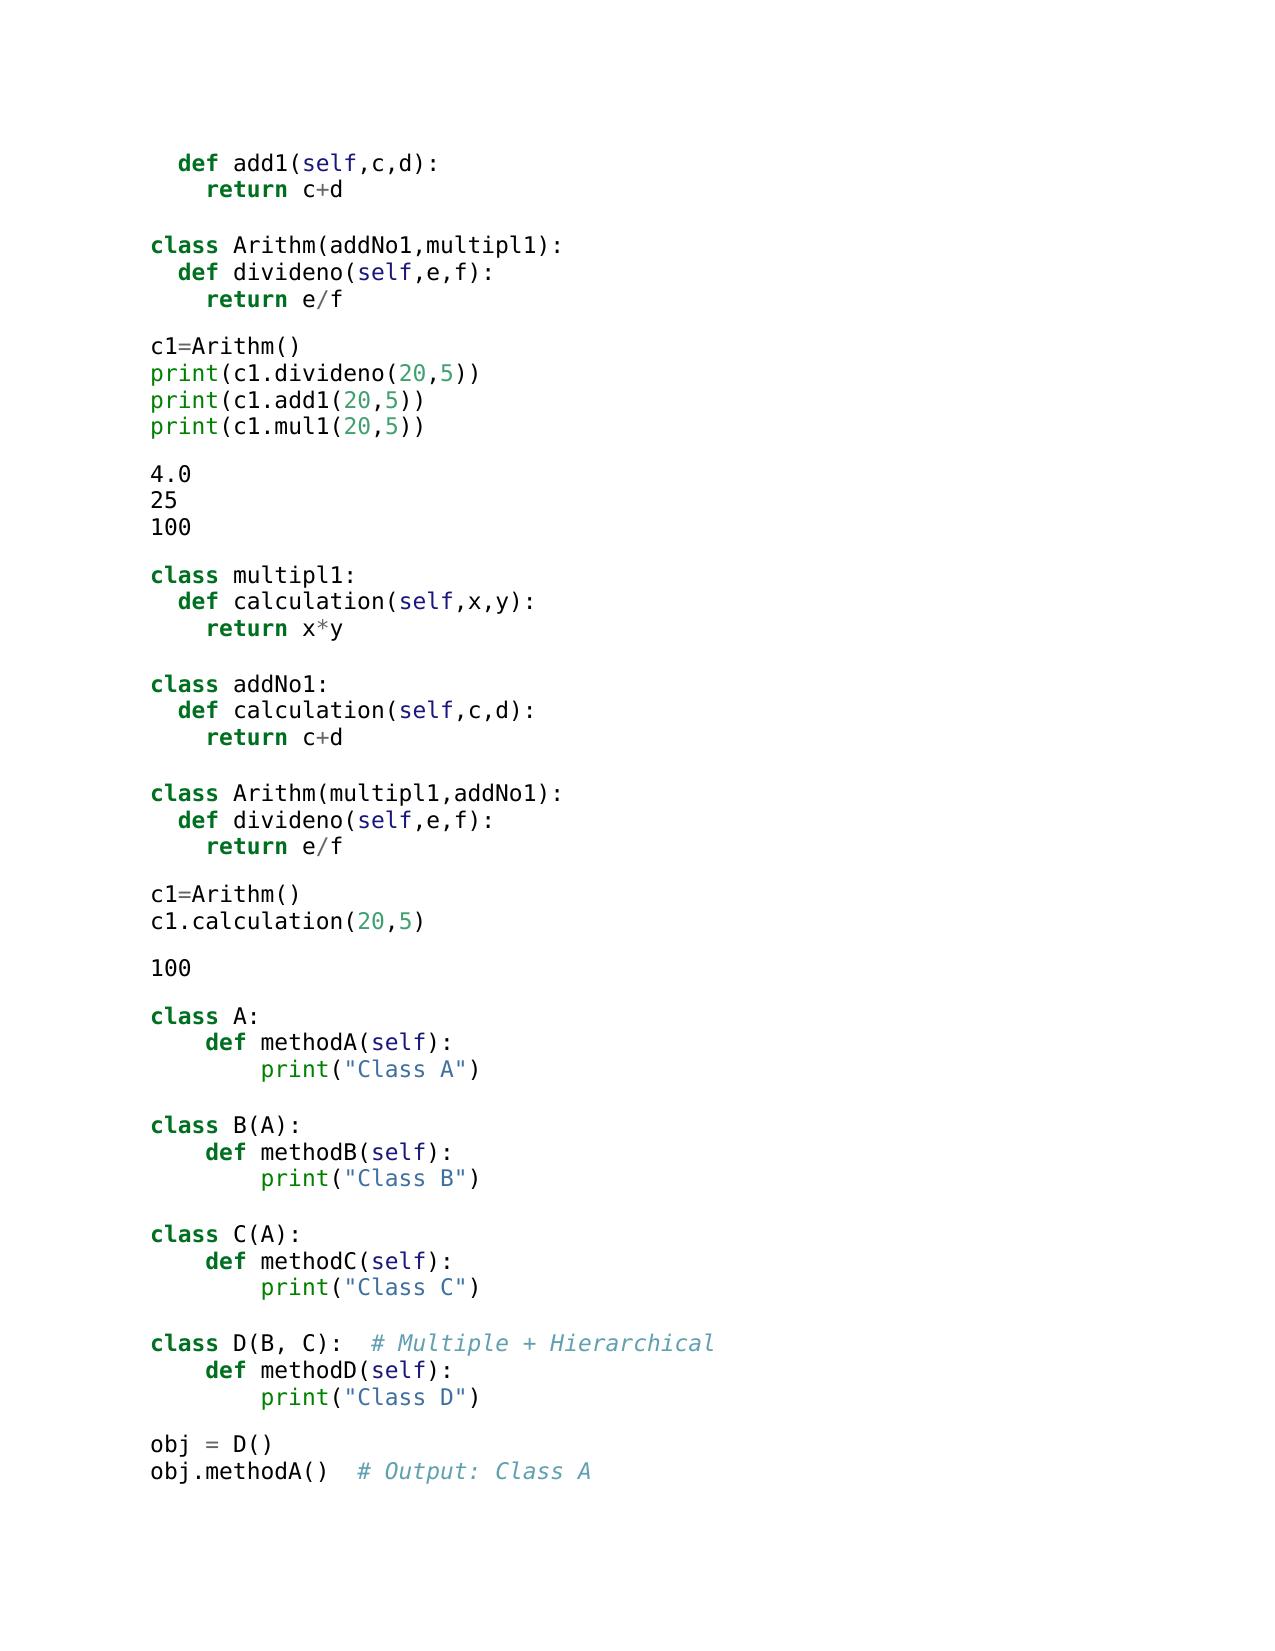 def add1(self,c,d):
    return c+d

class Arithm(addNo1,multipl1):
  def divideno(self,e,f):
    return e/f

c1=Arithm()
print(c1.divideno(20,5))
print(c1.add1(20,5))
print(c1.mul1(20,5))

4.0
25
100

class multipl1:
  def calculation(self,x,y):
    return x*y

class addNo1:
  def calculation(self,c,d):
    return c+d

class Arithm(multipl1,addNo1):
  def divideno(self,e,f):
    return e/f

c1=Arithm()
c1.calculation(20,5)

100

class A:
    def methodA(self):
        print("Class A")

class B(A):
    def methodB(self):
        print("Class B")

class C(A):
    def methodC(self):
        print("Class C")

class D(B, C):  # Multiple + Hierarchical
    def methodD(self):
        print("Class D")

obj = D()
obj.methodA()  # Output: Class A